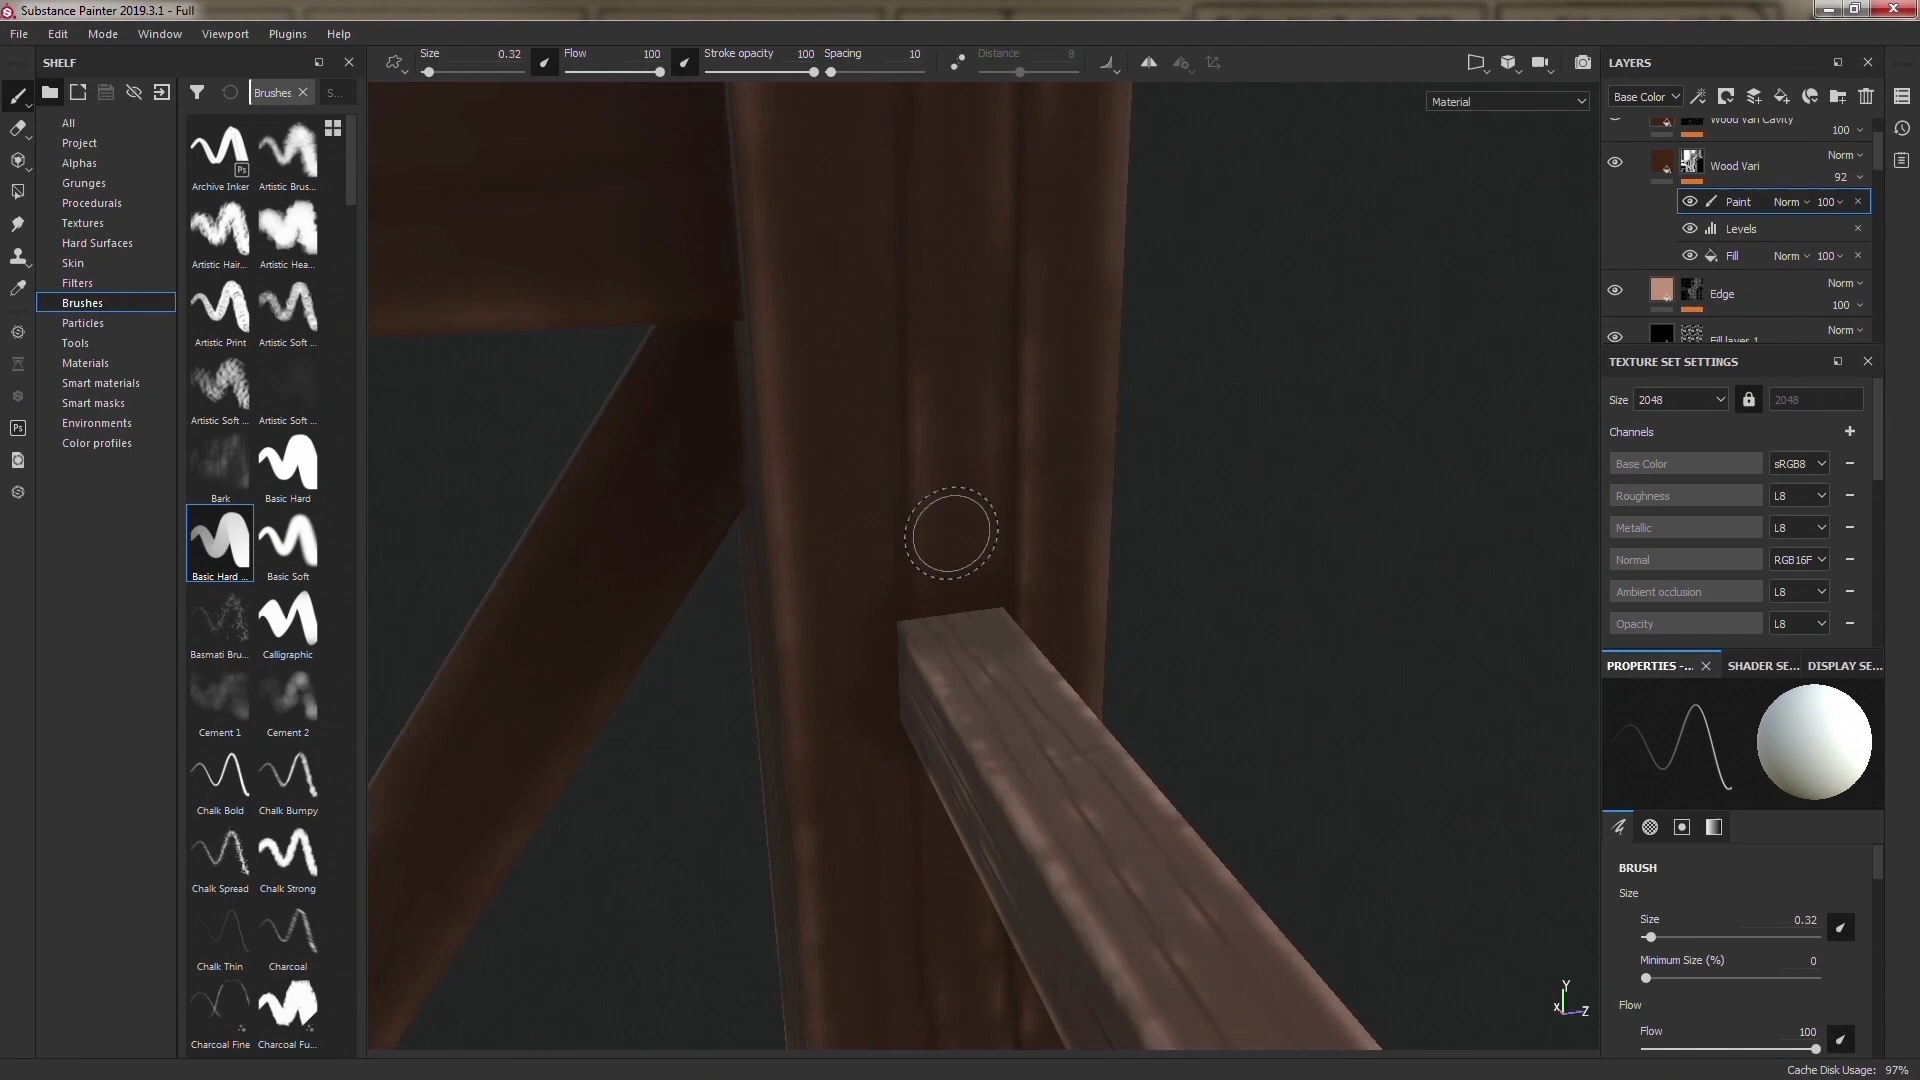 Substance Painter 2019.3.1 - Full
File Edit Mode Window Viewport Plugins Help
SHELF
Size 0.32 Flow 100 Stroke opacity 100 Spacing 10 Distance 8
Brushes S...
All
Project
Alphas
Grunges
Procedurals
Textures
Hard Surfaces
Skin
Filters
Brushes
Particles
Tools
Materials
Smart materials
Smart masks
Environments
Color profiles
Ps
Ps
Archive Inker Artistic Brus...
Artistic Hair... Artistic Hea...
Artistic Print Artistic Soft ...
Artistic Soft ... Artistic Soft ...
Bark Basic Hard
Basic Hard ... Basic Soft
Basmati Bru... Calligraphic
Cement 1 Cement 2
Chalk Bold Chalk Bumpy
Chalk Spread Chalk Strong
Chalk Thin Charcoal
Charcoal Fine Charcoal Fu...
Material
Y
X Z
LAYERS
Base Color
Wood Vari Cavity
100
Wood Vari Norm
92
Paint Norm 100
Levels
Fill Norm 100
Edge Norm
100
Fill layer 1 Norm
TEXTURE SET SETTINGS
Size 2048 2048
Channels
Base Color sRGB8
Roughness L8
Metallic L8
Normal RGB16F
Ambient occlusion L8
Opacity L8
PROPERTIES -... SHADER SE... DISPLAY SE...
BRUSH
Size
Size 0.32
Minimum Size (%) 0
Flow
Flow 100
Cache Disk Usage: 97%